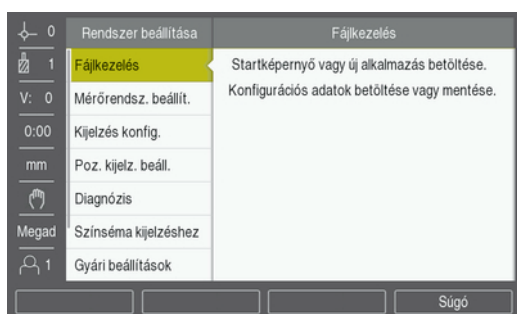 0
Rendszer beállítása
Fájlkezelés
1
Fájlkezelés
Startképernyő vagy új alkalmazás betöltése.
Konfigurációs adatok betöltése vagy mentése.
V: 0
Mérőrendsz. beállít.
0:00
Kijelzés konfig.
mm
Poz. kijelz. beáll.
Diagnózis
Megad
Színséma kijelzéshez
1
Gyári beállítások
Súgó